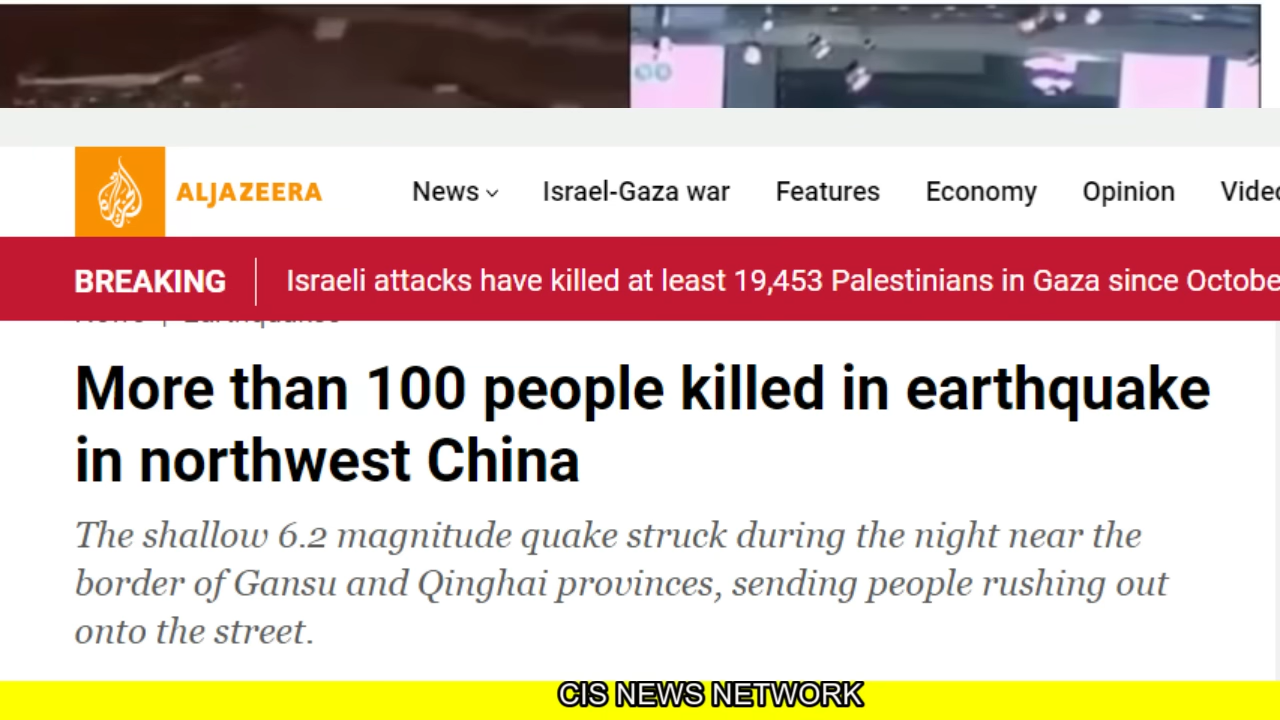 ALJAZEERA
News Israel-Gaza war Features Economy Opinion
BREAKING Israeli attacks have killed at least 19,453 Palestinians in Gaza since
More than 100 people killed in earthquake
in northwest China
The shallow 6.2 magnitude quake struck during the night near the
border of Gansu and Qinghai provinces, sending people rushing out
onto the street.
CIS NEWS NETWORK